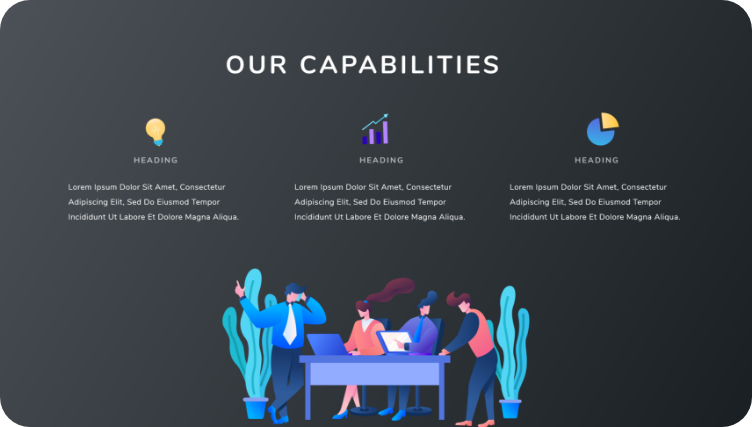 OUR CAPABILITIES
HEADING
Lorem Ipsum Dolor Sit Amet, Consectetur
Adipiscing Elit, Sed Do Eiusmod Tempor
Incididunt Ut Labore Et Dolore Magna Aliqua.
HEADING
Lorem Ipsum Dolor Sit Amet, Consectetur
Adipiscing Elit, Sed Do Eiusmod Tempor
Incididunt Ut Labore Et Dolore Magna Aliqua.
HEADING
Lorem Ipsum Dolor Sit Amet, Consectetur
Adipiscing Elit, Sed Do Eiusmod Tempor
Incididunt Ut Labore Et Dolore Magna Aliqua.